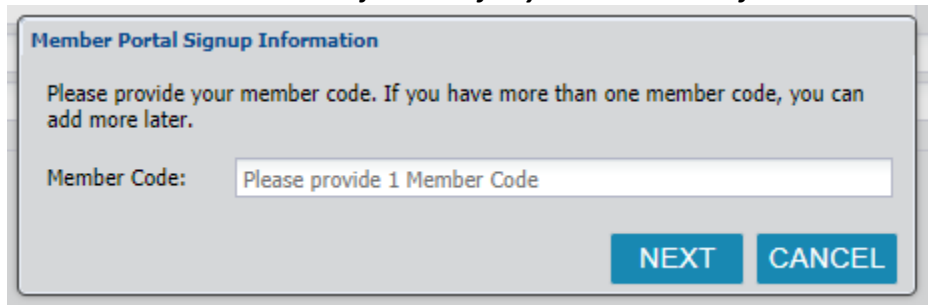 Member Portal Signup Information
Please provide your member code. If you have more than one member code, you can
add more later.
Member Code: Please provide 1 Member Code
NEXT CANCEL